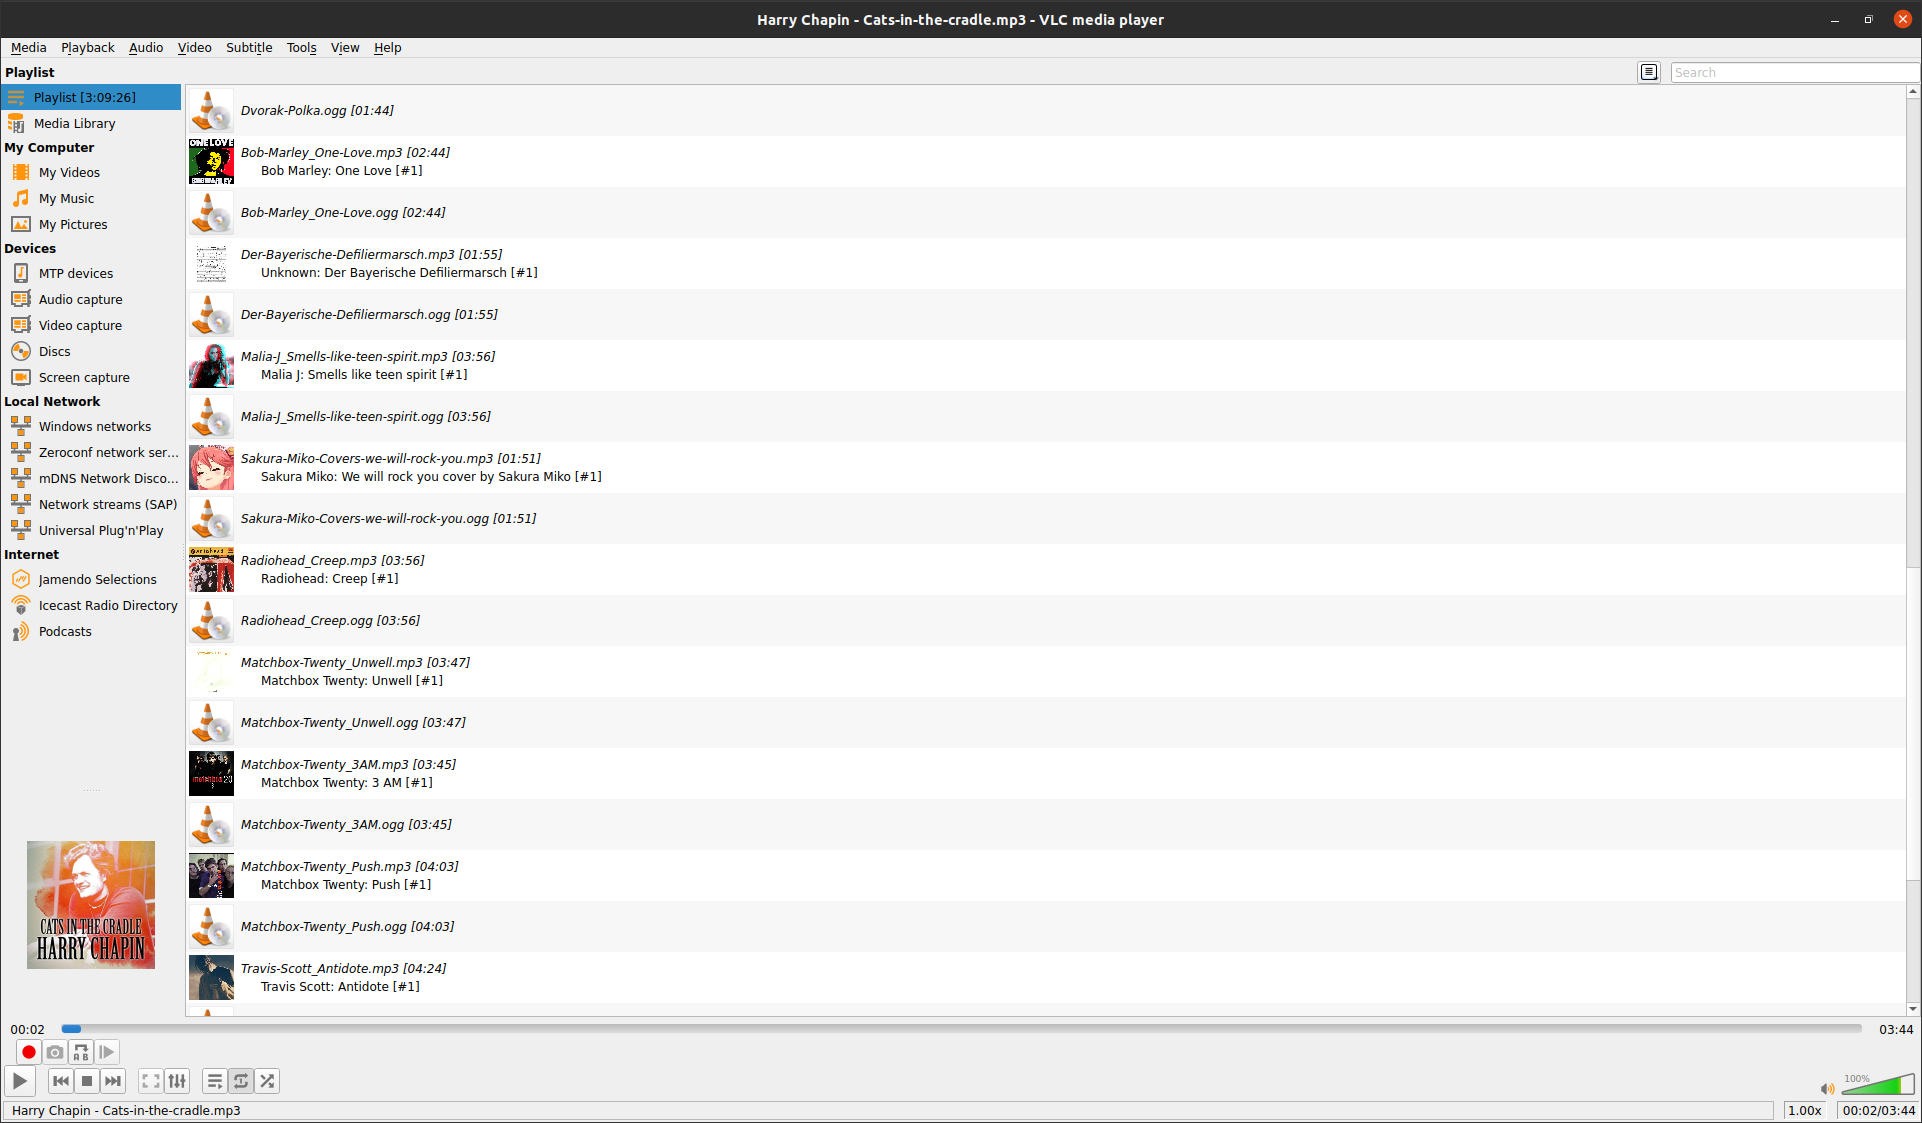 Harry Chapin - Cats-in-the-cradle.mp3 - VLC media player
Media Playback Audio Video Subtitle Tools View Help
Playlist
Search
Playlist [3:09:26]
Media Library
My Computer
My Videos
My Music
My Pictures
Devices
MTP devices
Audio capture
Video capture
Discs
Screen capture
Local Network
Windows networks
Zeroconf network ser...
mDNS Network Disco...
Network streams (SAP)
Universal Plug'n'Play
Internet
Jamendo Selections
Icecast Radio Directory
Podcasts
CATS IN THE CRADLE
HARRY CHAPIN
Dvorak-Polka.ogg [01:44]
ONE LOVE
Bob-Marley_One-Love.mp3 [02:44]
Bob Marley: One Love [#1]
Bob-Marley_One-Love.ogg [02:44]
Der-Bayerische-Defiliermarsch.mp3 [01:55]
Unknown: Der Bayerische Defiliermarsch [#1]
Der-Bayerische-Defiliermarsch.ogg [01:55]
Malia-J_Smells-like-teen-spirit.mp3 [03:56]
Malia J: Smells like teen spirit [#1]
Malia-J_Smells-like-teen-spirit.ogg [03:56]
Sakura-Miko-Covers-we-will-rock-you.mp3 [01:51]
Sakura Miko: We will rock you cover by Sakura Miko [#1]
Sakura-Miko-Covers-we-will-rock-you.ogg [01:51]
Radiohead_Creep.mp3 [03:56]
Radiohead: Creep [#1]
Radiohead_Creep.ogg [03:56]
Matchbox-Twenty_Unwell.mp3 [03:47]
Matchbox Twenty: Unwell [#1]
Matchbox-Twenty_Unwell.ogg [03:47]
Matchbox-Twenty_3AM.mp3 [03:45]
Matchbox Twenty: 3 AM [#1]
Matchbox-Twenty_3AM.ogg [03:45]
Matchbox-Twenty_Push.mp3 [04:03]
Matchbox Twenty: Push [#1]
Matchbox-Twenty_Push.ogg [04:03]
Travis-Scott_Antidote.mp3 [04:24]
Travis Scott: Antidote [#1]
00:02 03:44
A B
100%
Harry Chapin - Cats-in-the-cradle.mp3 1.00x 00:02/03:44